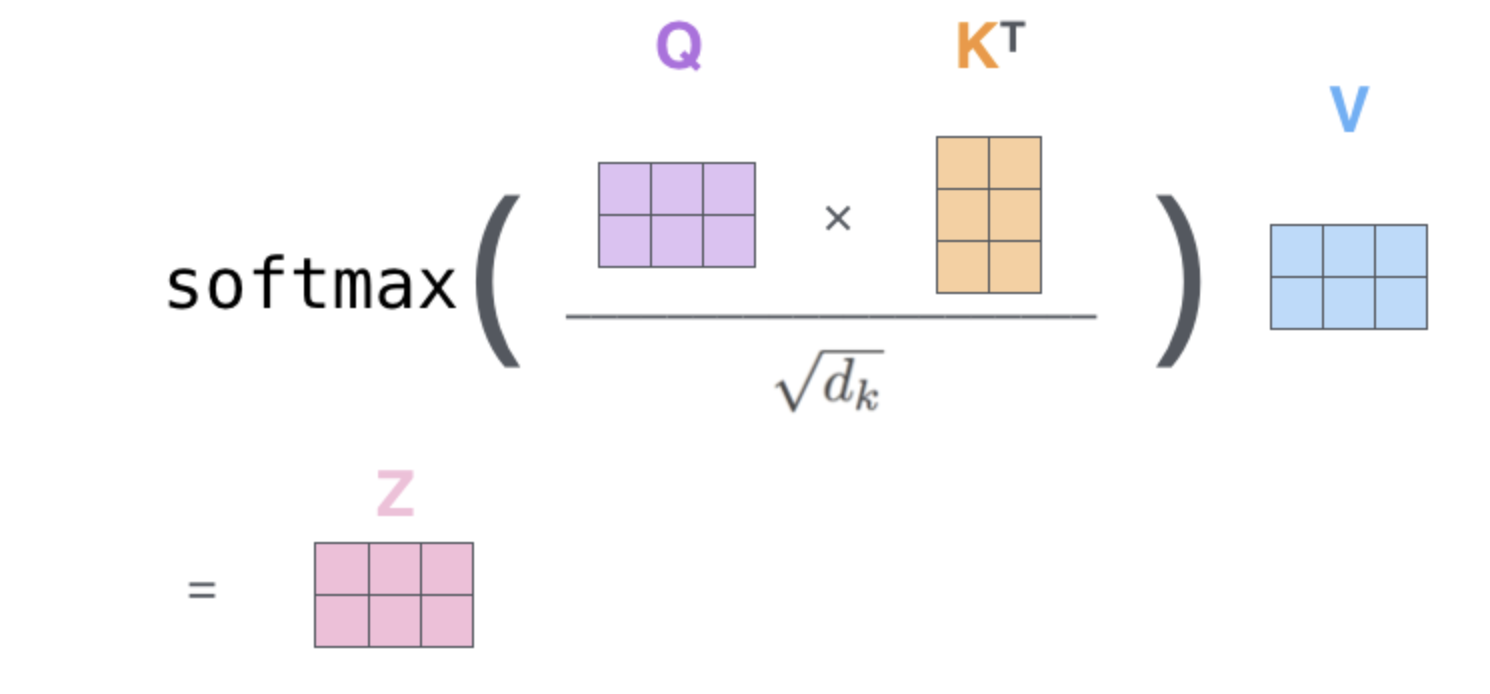 Q Kᵀ
V
softmax( × )
√dₖ
Z
=